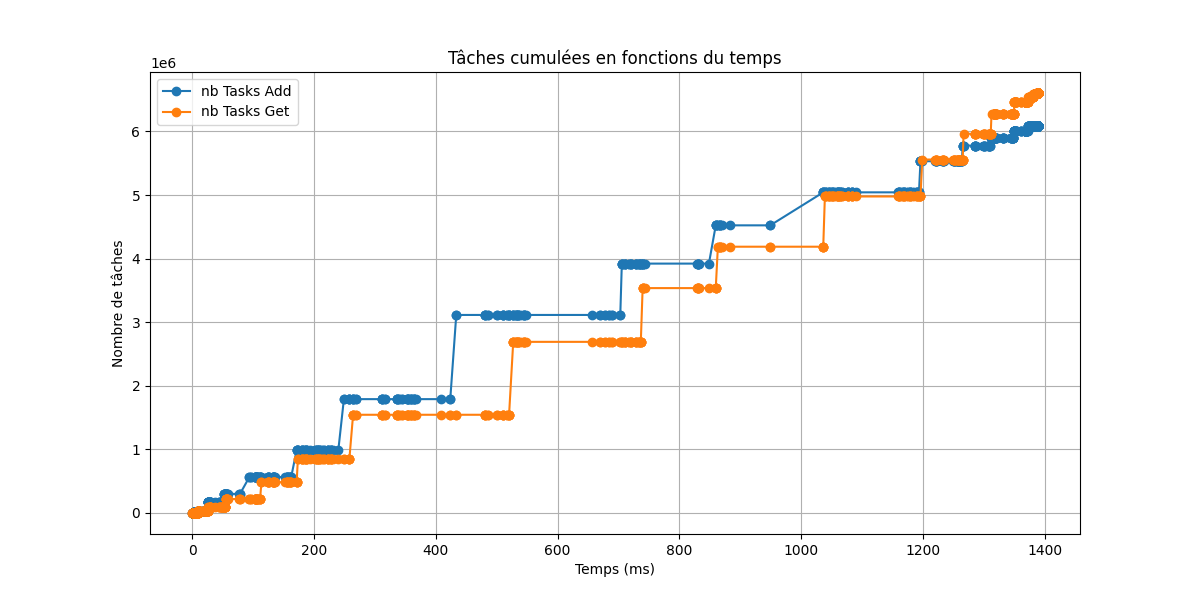 Tâches cumulées en fonctions du temps
1e6
nb Tasks Add
nb Tasks Get
6
5
4
3
2
1
0
Nombre de tâches
0 200 400 600 800 1000 1200 1400
Temps (ms)